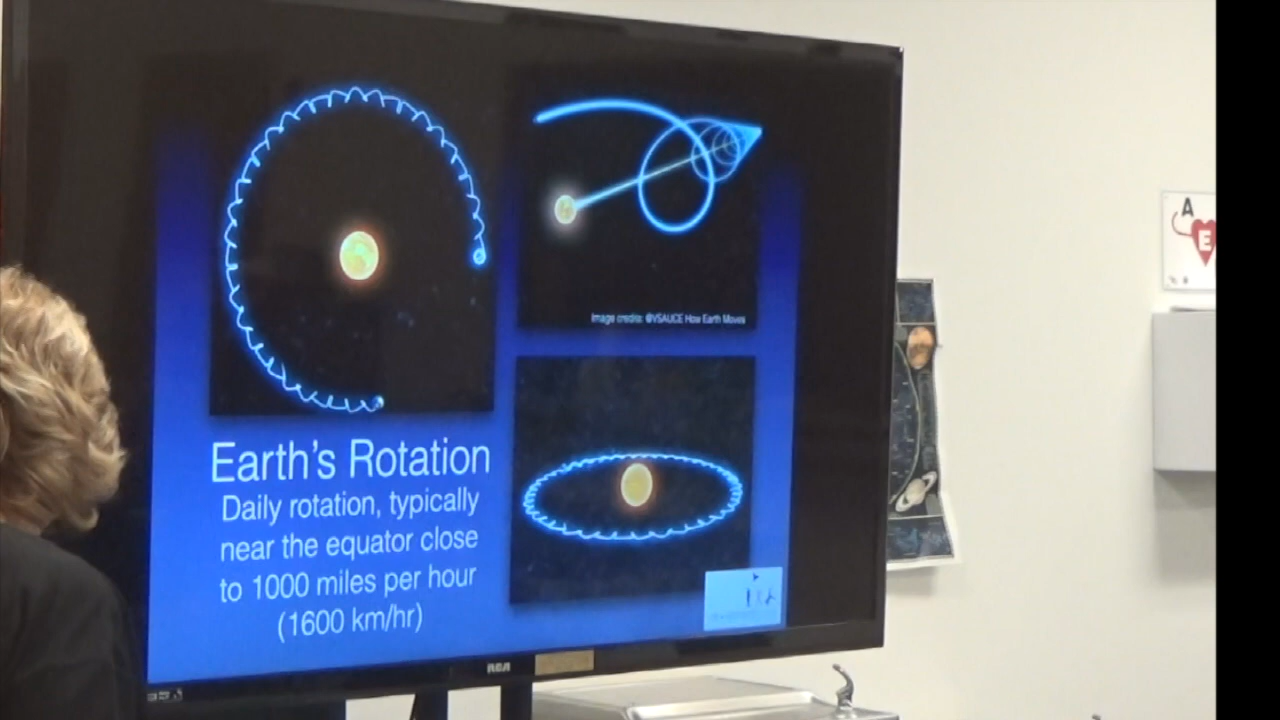 Image credits: @VSAUCE How Earth Moves
Earth's Rotation
Daily rotation, typically
near the equator close
to 1000 miles per hour
(1600 km/hr)
RCA
A
E